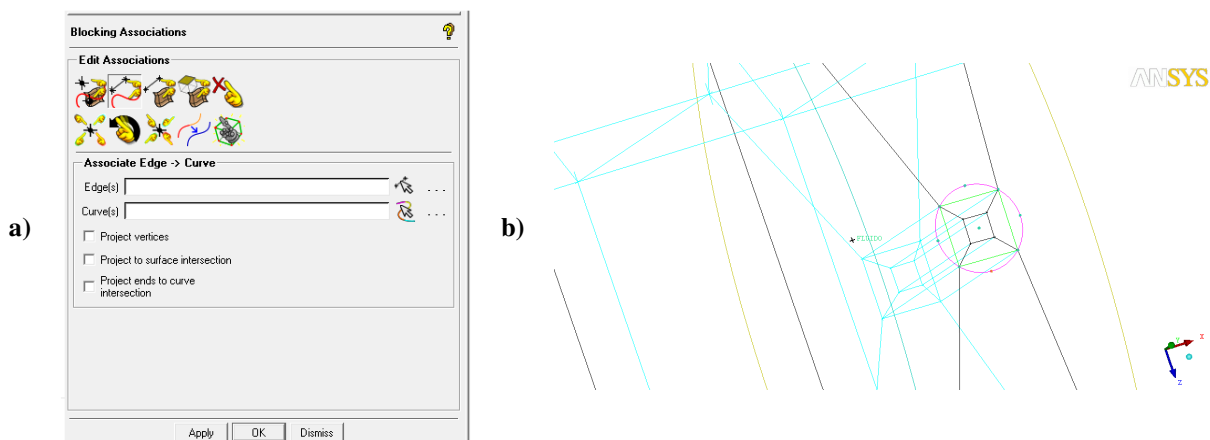 a)
Blocking Associations
Edit Associations
Associate Edge -> Curve
Edge(s)
...
Curve(s)
...
Project vertices
Project to surface intersection
Project ends to curve
intersection
Apply
OK
Dismiss
b)
ANSYS
FLUIDO
X
Z